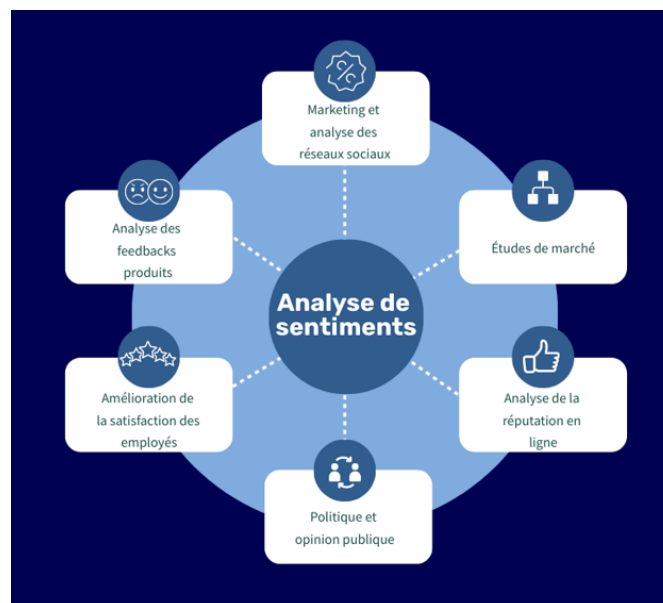 Marketing et
analyse des
réseaux sociaux
Analyse des
feedbacks
produits
Études de marché
Analyse de
sentiments
Amélioration de
la satisfaction des
employés
Analyse de la
réputation en
ligne
Politique et
opinion publique